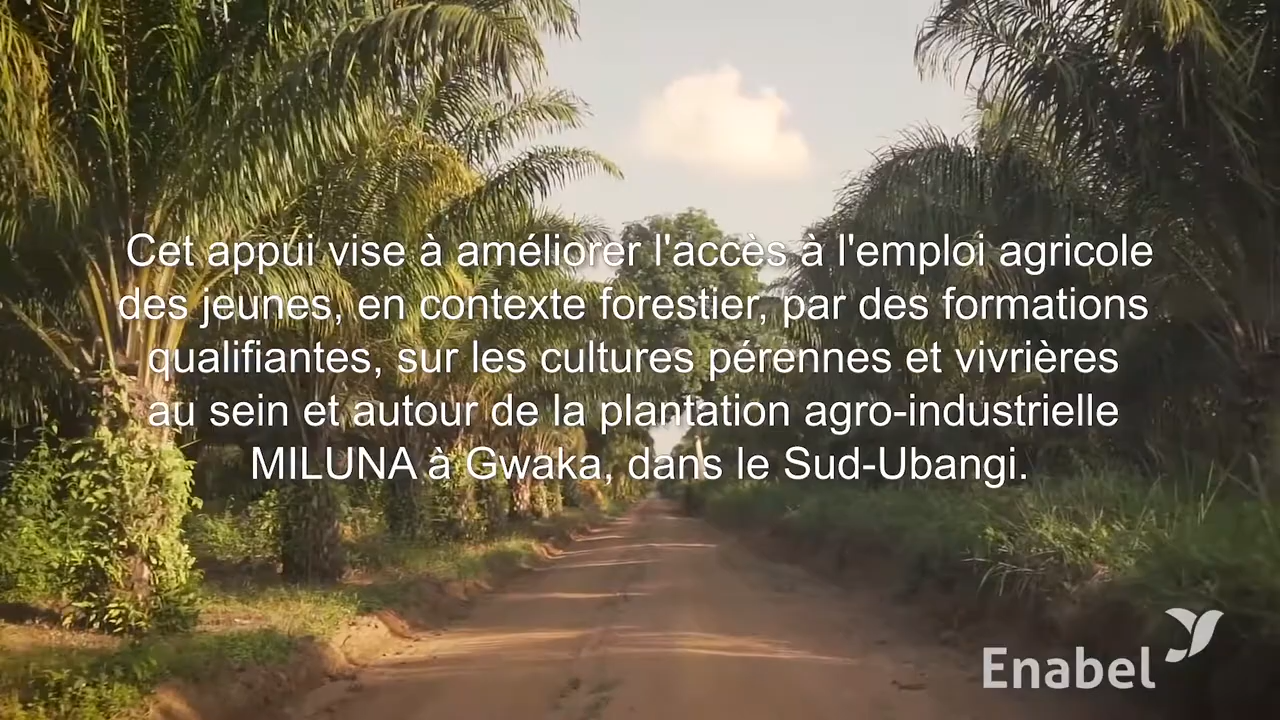 Cet appui vise à améliorer l'accès à l'emploi agricole
des jeunes, en contexte forestier, par des formations
qualifiantes, sur les cultures pérennes et vivrières
au sein et autour de la plantation agro-industrielle
MILUNA à Gwaka, dans le Sud-Ubangi.
Enabel